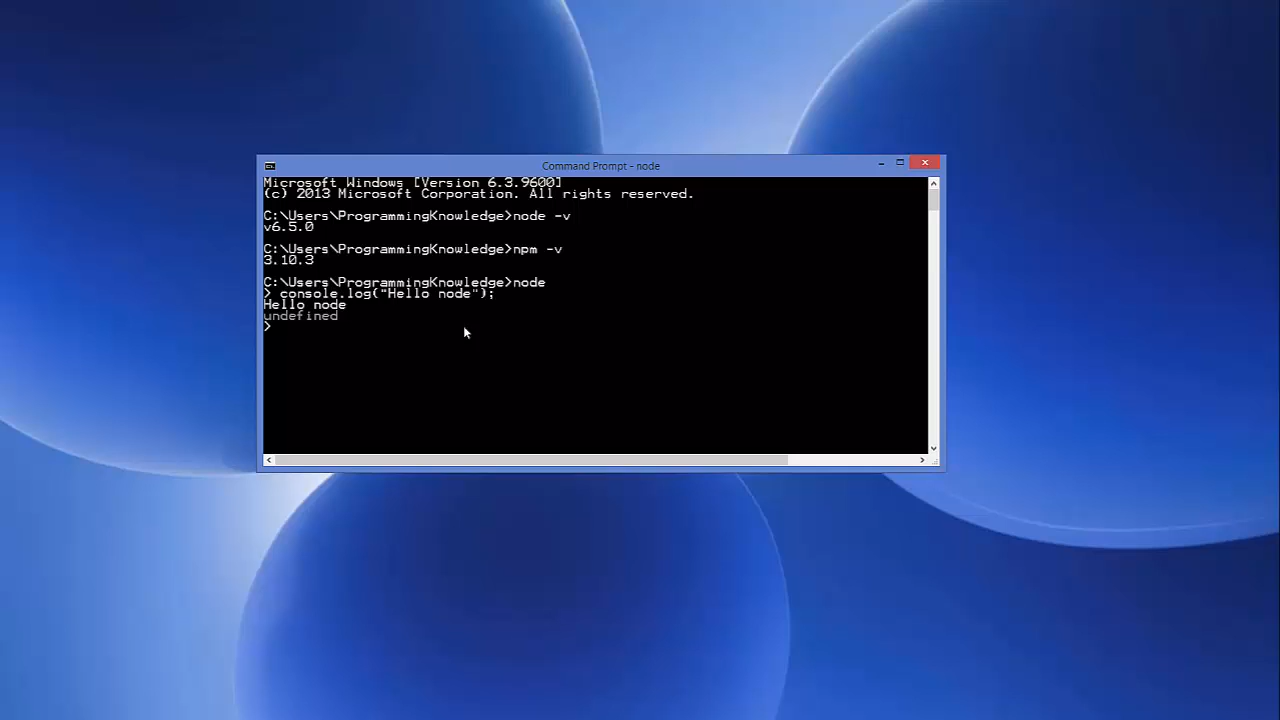 Command Prompt - node
Microsoft Windows [Version 6.3.9600]
(c) 2013 Microsoft Corporation. All rights reserved.
C:\Users\ProgrammingKnowledge>node -v
v6.5.0
C:\Users\ProgrammingKnowledge>npm -v
3.10.3
C:\Users\ProgrammingKnowledge>node
> console.log("Hello node");
Hello node
undefined
>